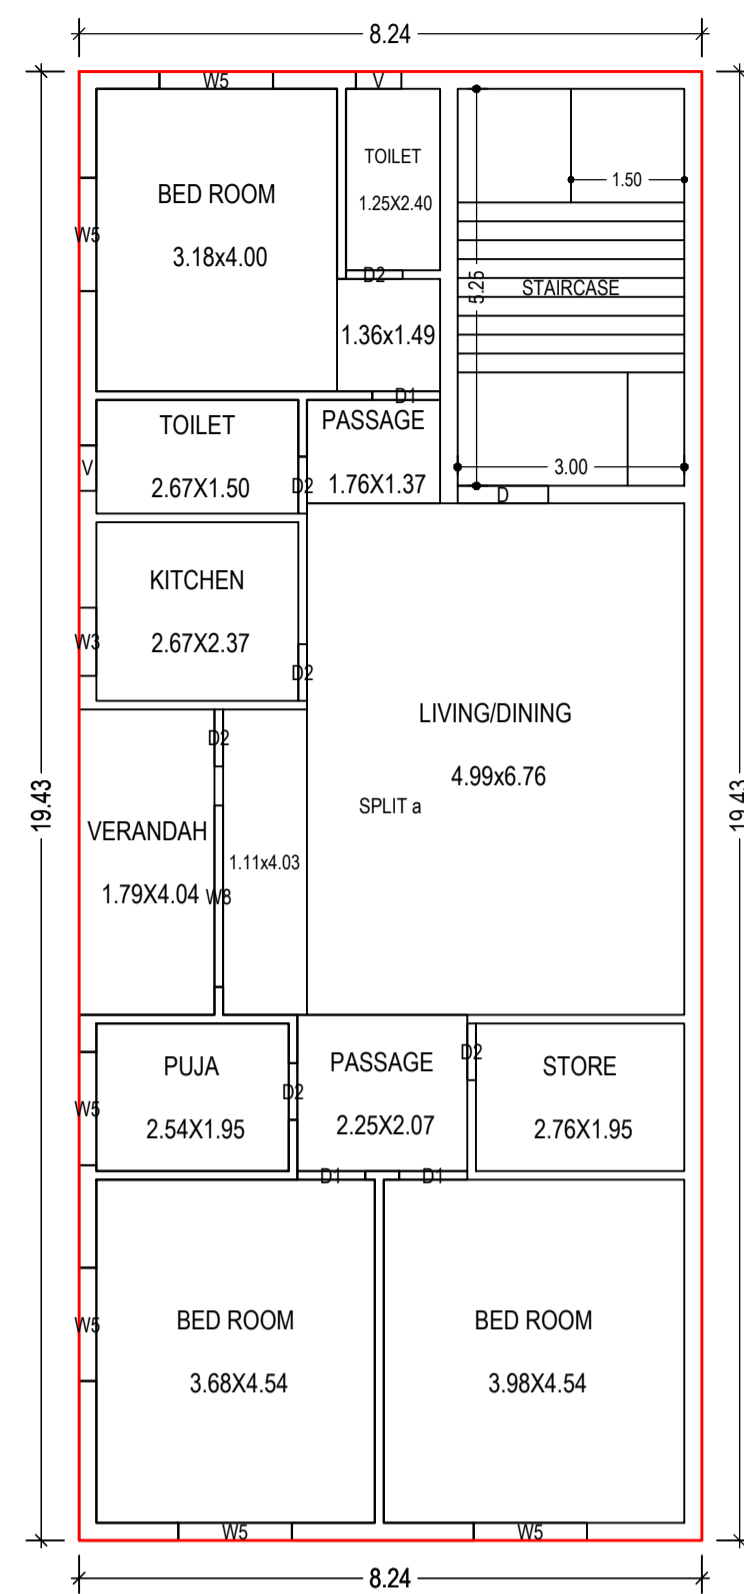 8.24
W5
V
TOILET
1.25X2.40
BED ROOM
3.18x4.00
W5
1.50
D2
5.25
STAIRCASE
1.36x1.49
D1
TOILET
2.67X1.50
V
D2
PASSAGE
1.76X1.37
3.00
D
KITCHEN
2.67X2.37
W3
D2
LIVING/DINING
4.99x6.76
SPLIT a
D2
19.43
19.43
VERANDAH
1.79X4.04
W8
1.11x4.03
PUJA
2.54X1.95
W5
D2
PASSAGE
2.25X2.07
D2
STORE
2.76X1.95
D1
D1
BED ROOM
3.68X4.54
W5
BED ROOM
3.98X4.54
W5
W5
8.24